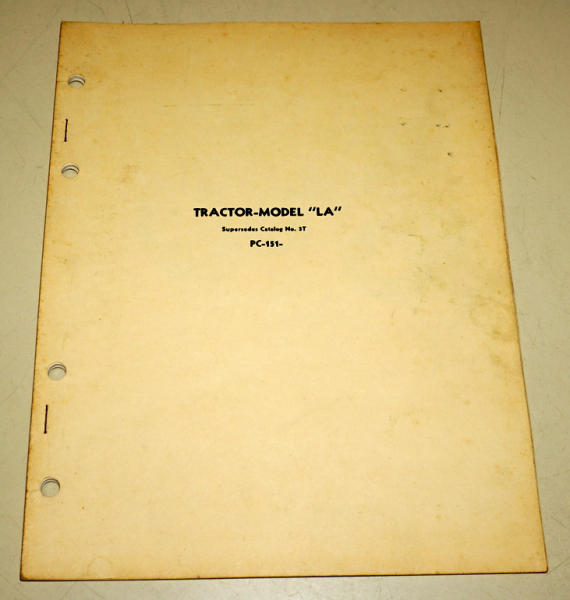 TRACTOR-MODEL "LA"
Supersedes Catalog No. 3T
PC-151-